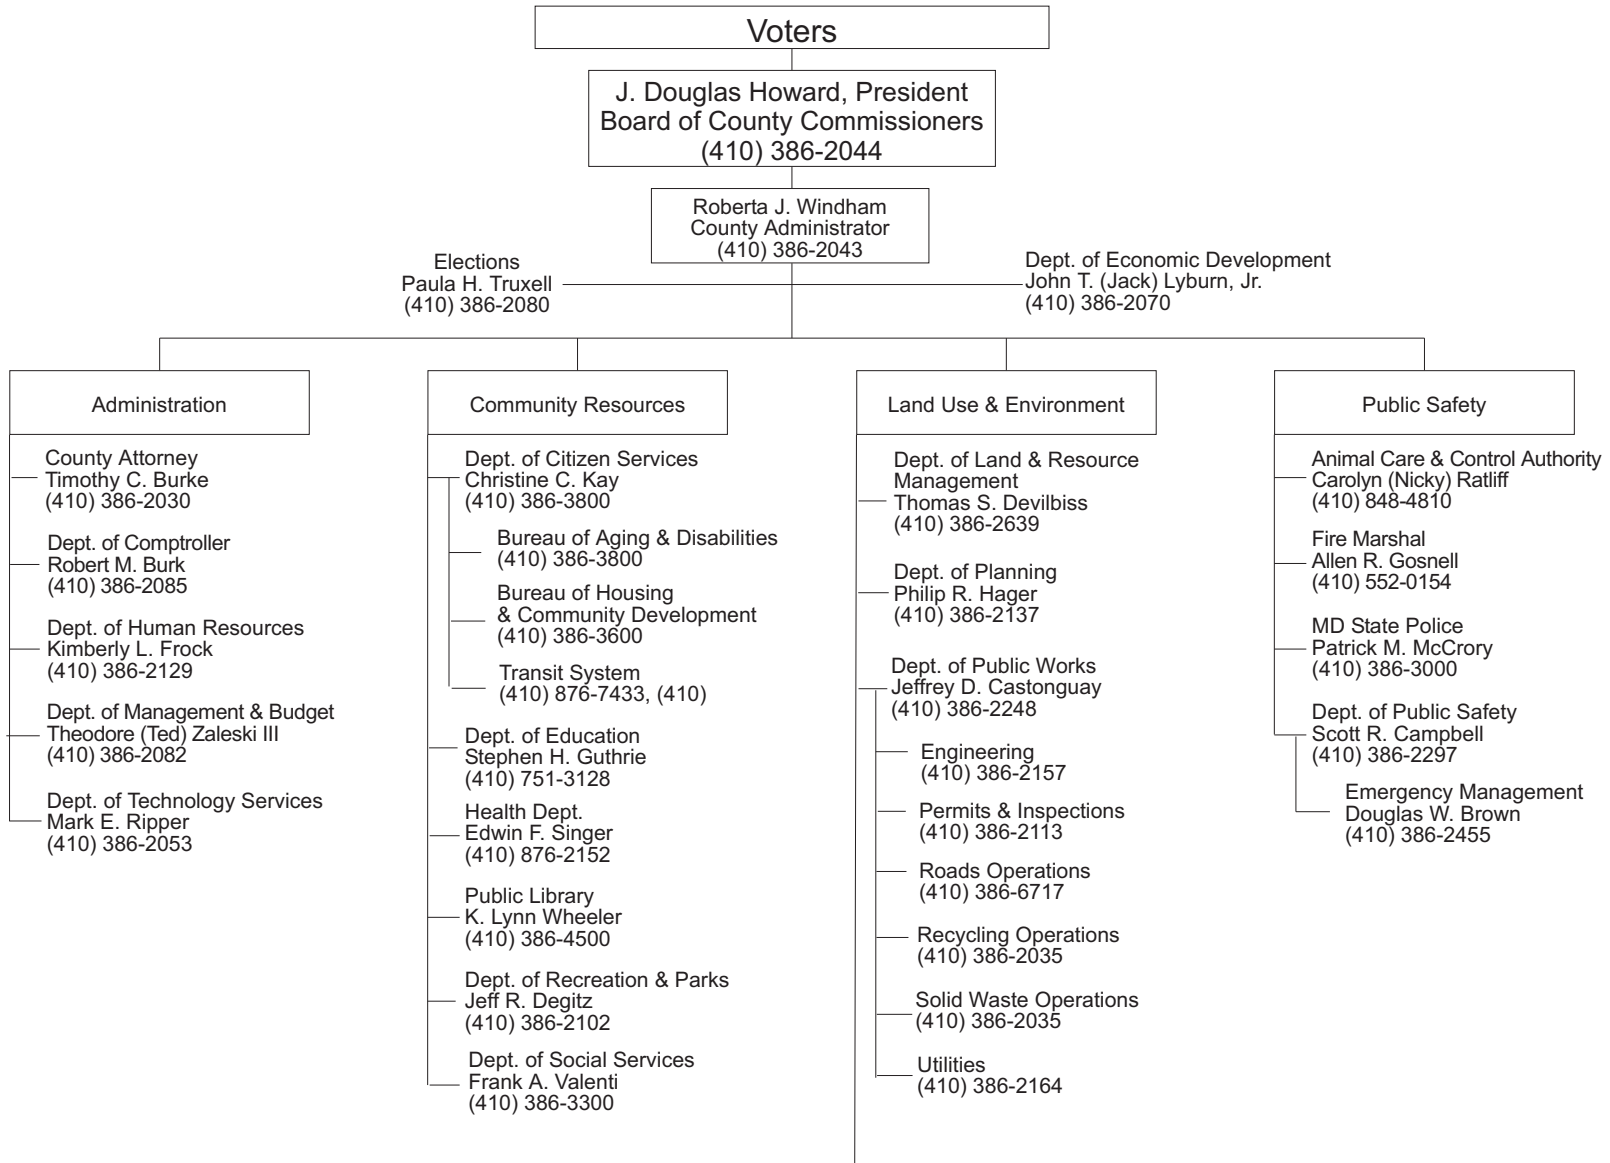 Voters
J. Douglas Howard, President
Board of County Commissioners
(410) 386-2044
Roberta J. Windham
County Administrator
(410) 386-2043
Elections
Paula H. Truxell
(410) 386-2080
Dept. of Economic Development
John T. (Jack) Lyburn, Jr.
(410) 386-2070
Administration
County Attorney
Timothy C. Burke
(410) 386-2030
Dept. of Comptroller
Robert M. Burk
(410) 386-2085
Dept. of Human Resources
Kimberly L. Frock
(410) 386-2129
Dept. of Management & Budget
Theodore (Ted) Zaleski III
(410) 386-2082
Dept. of Technology Services
Mark E. Ripper
(410) 386-2053
Community Resources
Dept. of Citizen Services
Christine C. Kay
(410) 386-3800
Bureau of Aging & Disabilities
(410) 386-3800
Bureau of Housing
& Community Development
(410) 386-3600
Transit System
(410) 876-7433, (410)
Dept. of Education
Stephen H. Guthrie
(410) 751-3128
Health Dept.
Edwin F. Singer
(410) 876-2152
Public Library
K. Lynn Wheeler
(410) 386-4500
Dept. of Recreation & Parks
Jeff R. Degitz
(410) 386-2102
Dept. of Social Services
Frank A. Valenti
(410) 386-3300
Land Use & Environment
Dept. of Land & Resource
Management
Thomas S. Devilbiss
(410) 386-2639
Dept. of Planning
Philip R. Hager
(410) 386-2137
Dept. of Public Works
Jeffrey D. Castonguay
(410) 386-2248
Engineering
(410) 386-2157
Permits & Inspections
(410) 386-2113
Roads Operations
(410) 386-6717
Recycling Operations
(410) 386-2035
Solid Waste Operations
(410) 386-2035
Utilities
(410) 386-2164
Public Safety
Animal Care & Control Authority
Carolyn (Nicky) Ratliff
(410) 848-4810
Fire Marshal
Allen R. Gosnell
(410) 552-0154
MD State Police
Patrick M. McCrory
(410) 386-3000
Dept. of Public Safety
Scott R. Campbell
(410) 386-2297
Emergency Management
Douglas W. Brown
(410) 386-2455